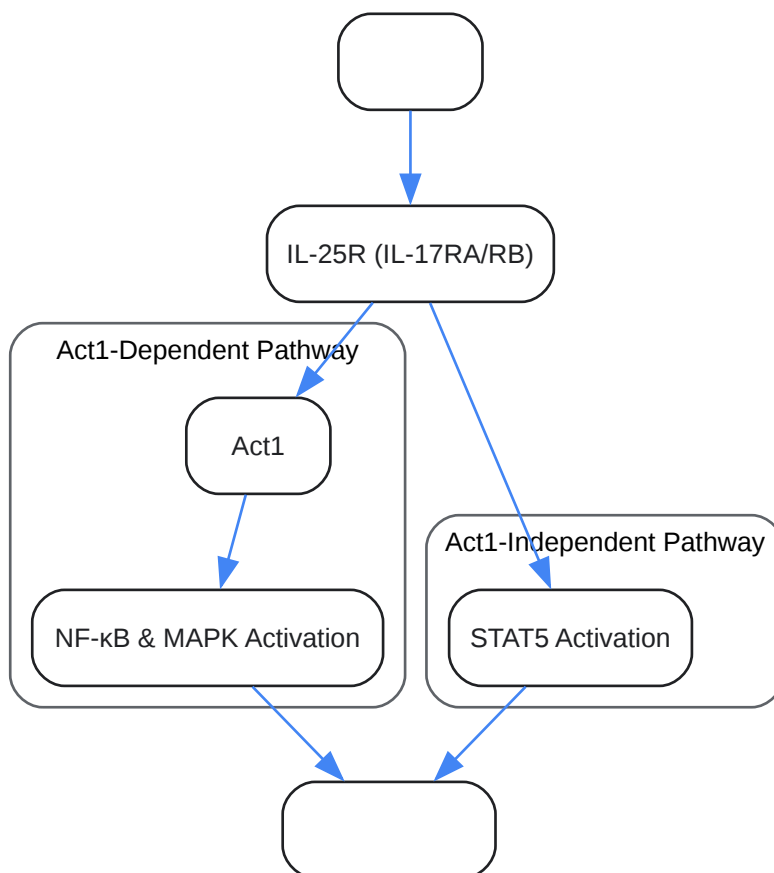 IL-25R (IL-17RA/RB)
Act1-Dependent Pathway
Act1
Act1-Independent Pathway
NF-κB & MAPK Activation
STAT5 Activation